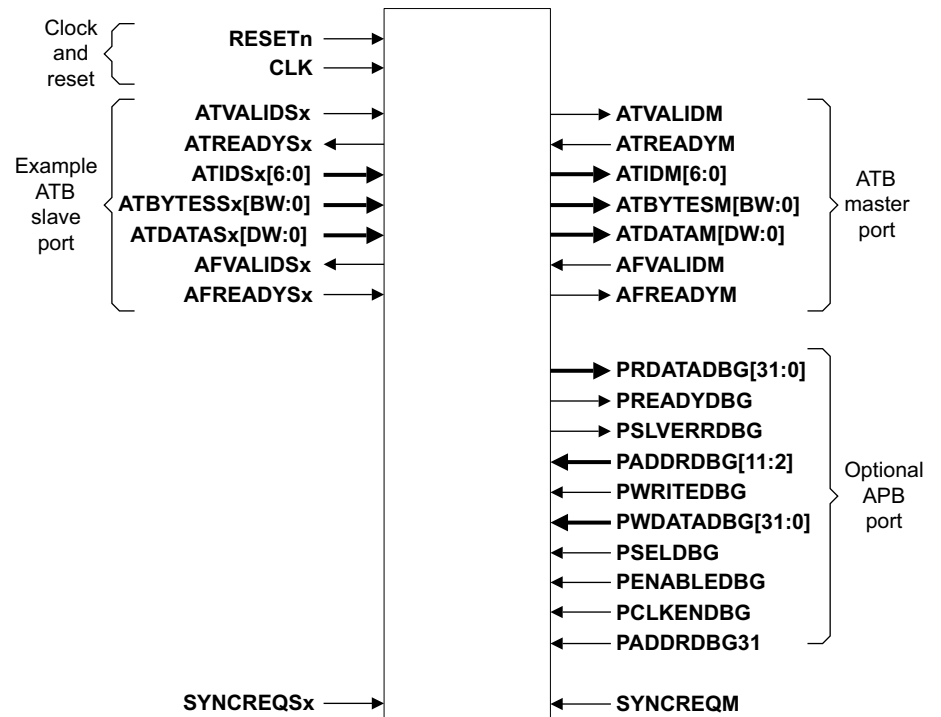 Clock
and
reset
RESETn
CLK
Example
ATB
slave
port
ATVALIDSx
ATREADYSx
ATIDSx[6:0]
ATBYTESSx[BW:0]
ATDATASx[DW:0]
AFVALIDSx
AFREADYSx
ATVALIDM
ATREADYM
ATIDM[6:0]
ATBYTESM[BW:0]
ATDATAM[DW:0]
AFVALIDM
AFREADYM
ATB
master
port
PRDATADBG[31:0]
PREADYDBG
PSLVERRDBG
PADDRDBG[11:2]
PWRITEDBG
PWDATADBG[31:0]
PSELDBG
PENABLEDBG
PCLKENDBG
PADDRDBG31
Optional
APB
port
SYNCREQSx
SYNCREQM